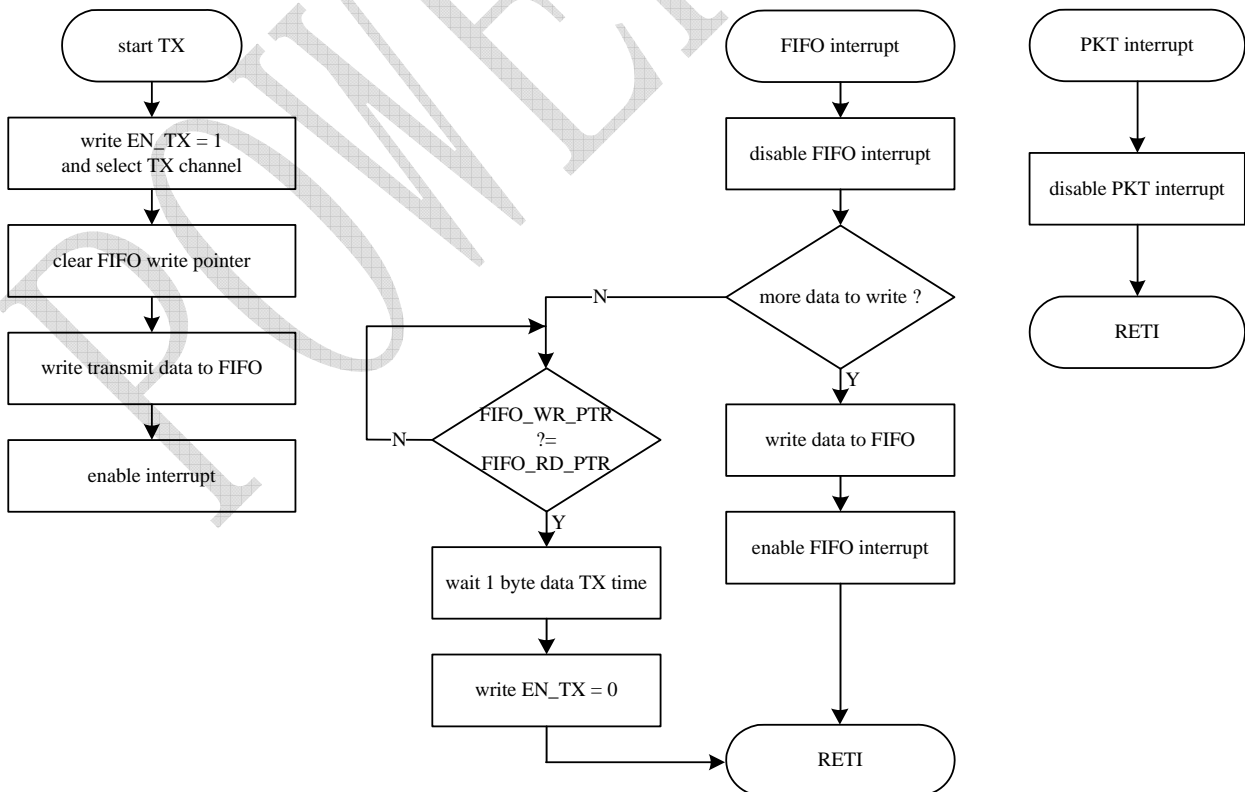 start TX
write EN_TX = 1
and select TX channel
clear FIFO write pointer
write transmit data to FIFO
enable interrupt
FIFO interrupt
disable FIFO interrupt
more data to write ?
N
Y
FIFO_WR_PTR
?=
FIFO_RD_PTR
N
Y
wait 1 byte data TX time
write EN_TX = 0
write data to FIFO
enable FIFO interrupt
RETI
PKT interrupt
disable PKT interrupt
RETI